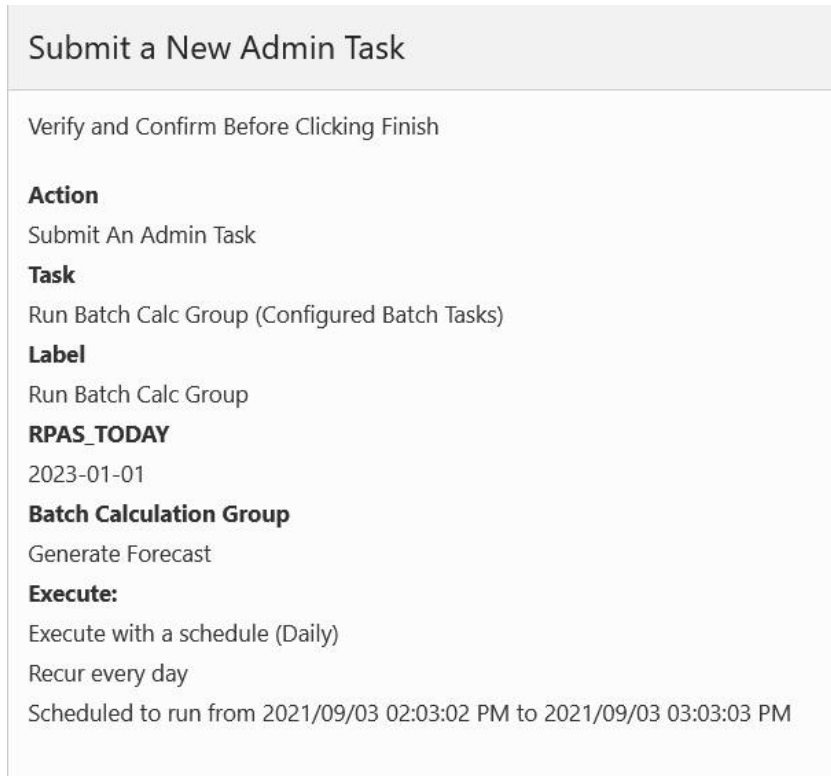 Submit a New Admin Task
Verify and Confirm Before Clicking Finish
Action
Submit An Admin Task
Task
Run Batch Calc Group (Configured Batch Tasks)
Label
Run Batch Calc Group
RPAS_TODAY
2023-01-01
Batch Calculation Group
Generate Forecast
Execute:
Execute with a schedule (Daily)
Recur every day
Scheduled to run from 2021/09/03 02:03:02 PM to 2021/09/03 03:03:03 PM